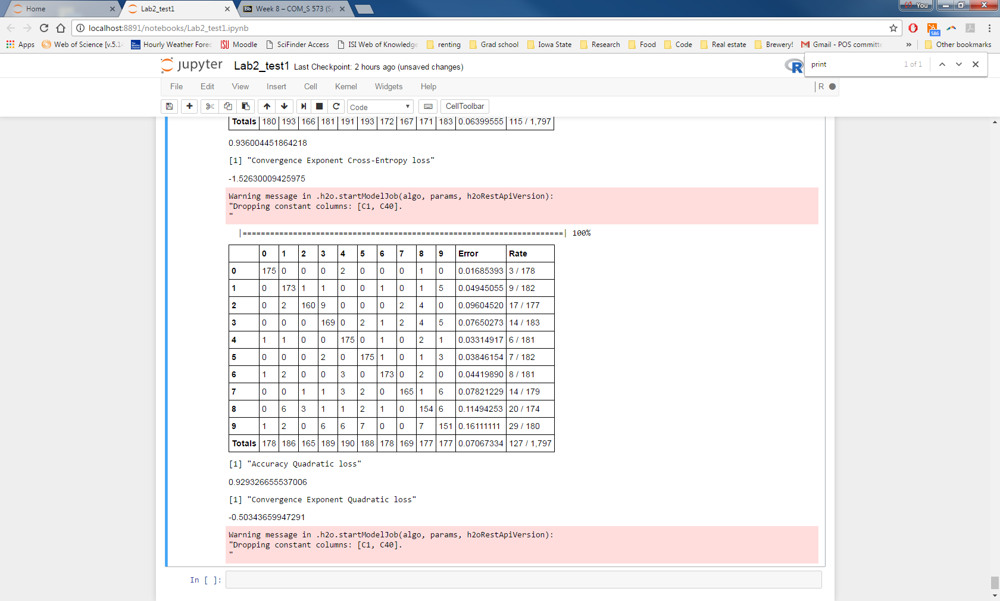 Home
Lab2_test1
Week 8 – COM_S 573 (Sp
You
localhost:8891/notebooks/Lab2_test1.ipynb
Apps Web of Science [v.5.14 Hourly Weather Forec Moodle SciFinder Access ISI Web of Knowledge renting Grad school Iowa State Research Food Code Real estate Brewery! Gmail - POS committe » Other bookmarks
586
print 1 of 1
jupyter Lab2_test1 Last Checkpoint: 2 hours ago (unsaved changes)
File Edit View Insert Cell Kernel Widgets Help R
Code CellToolbar
Totals 180 193 166 181 191 193 172 167 171 183 0.06399555 115 / 1,797
0.936004451864218
[1] "Convergence Exponent Cross-Entropy loss"
-1.52630009425975
Warning message in .h2o.startModelJob(algo, params, h2oRestApiVersion):
"Dropping constant columns: [C1, C40].
"
|======================================================================| 100%
0 1 2 3 4 5 6 7 8 9 Error Rate
0 175 0 0 0 2 0 0 0 1 0 0.01685393 3 / 178
1 0 173 1 1 0 0 1 0 1 5 0.04945055 9 / 182
2 0 2 160 9 0 0 0 2 4 0 0.09604520 17 / 177
3 0 0 0 169 0 2 1 2 4 5 0.07650273 14 / 183
4 1 1 0 0 175 0 1 0 2 1 0.03314917 6 / 181
5 0 0 0 2 0 175 1 0 1 3 0.03846154 7 / 182
6 1 2 0 0 3 0 173 0 2 0 0.04419890 8 / 181
7 0 0 1 1 3 2 0 165 1 6 0.07821229 14 / 179
8 0 6 3 1 1 2 1 0 154 6 0.11494253 20 / 174
9 1 2 0 6 6 7 0 0 7 151 0.16111111 29 / 180
Totals 178 186 165 189 190 188 178 169 177 177 0.07067334 127 / 1,797
[1] "Accuracy Quadratic loss"
0.929326655537006
[1] "Convergence Exponent Quadratic loss"
-0.50343659947291
Warning message in .h2o.startModelJob(algo, params, h2oRestApiVersion):
"Dropping constant columns: [C1, C40].
"
In [ ]: